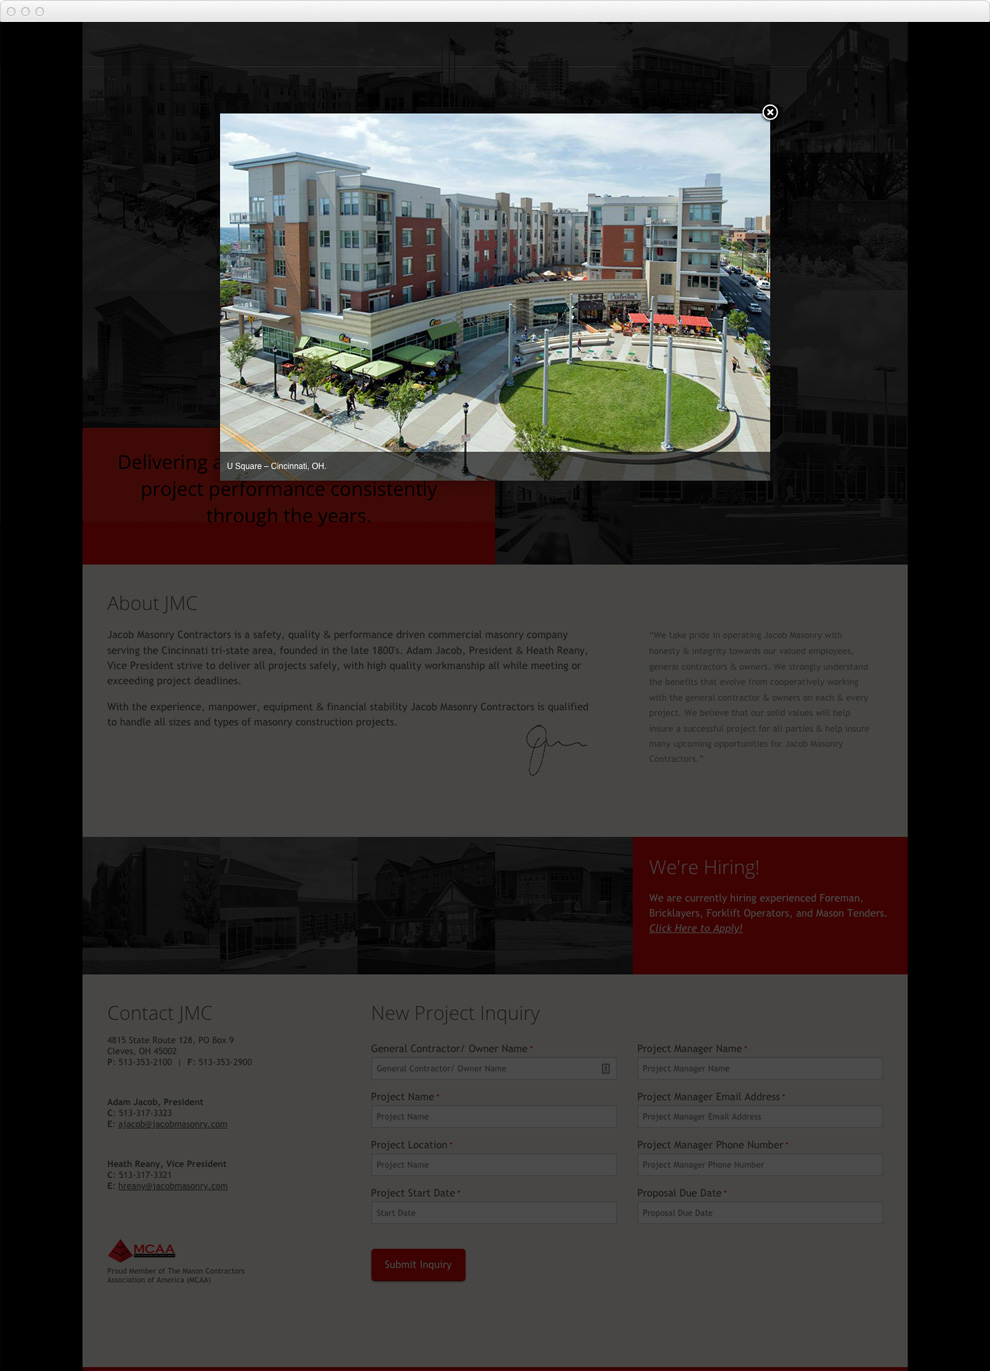 U Square – Cincinnati, OH.
Delivering a
project performance consistently
through the years.
About JMC
Jacob Masonry Contractors is a safety, quality & performance driven commercial masonry company
serving the Cincinnati tri-state area, founded in the late 1800's. Adam Jacob, President & Heath Reany,
Vice President strive to deliver all projects safely, with high quality workmanship all while meeting or
exceeding project deadlines.
With the experience, manpower, equipment & financial stability Jacob Masonry Contractors is qualified
to handle all sizes and types of masonry construction projects.
"We take pride in operating Jacob Masonry with
honesty & integrity towards our valued employees,
general contractors & owners. We strongly understand
the benefits that evolve from cooperatively working
with the general contractor & owners on each & every
project. We believe that our solid values will help
insure a successful project for all parties & help insure
many upcoming opportunities for Jacob Masonry
Contractors."
We're Hiring!
We are currently hiring experienced Foreman,
Bricklayers, Forklift Operators, and Mason Tenders.
Click Here to Apply!
Contact JMC
4815 State Route 128, PO Box 9
Cleves, OH 45002
P: 513-353-2100 | F: 513-353-2900
Adam Jacob, President
C: 513-317-3323
E: ajacob@jacobmasonry.com
Heath Reany, Vice President
C: 513-317-3321
E: hreany@jacobmasonry.com
MCAA
Proud Member of The Mason Contractors
Association of America (MCAA)
New Project Inquiry
General Contractor/ Owner Name *
General Contractor/ Owner Name
Project Manager Name *
Project Manager Name
Project Name *
Project Name
Project Manager Email Address *
Project Manager Email Address
Project Location *
Project Name
Project Manager Phone Number *
Project Manager Phone Number
Project Start Date *
Start Date
Proposal Due Date *
Proposal Due Date
Submit Inquiry